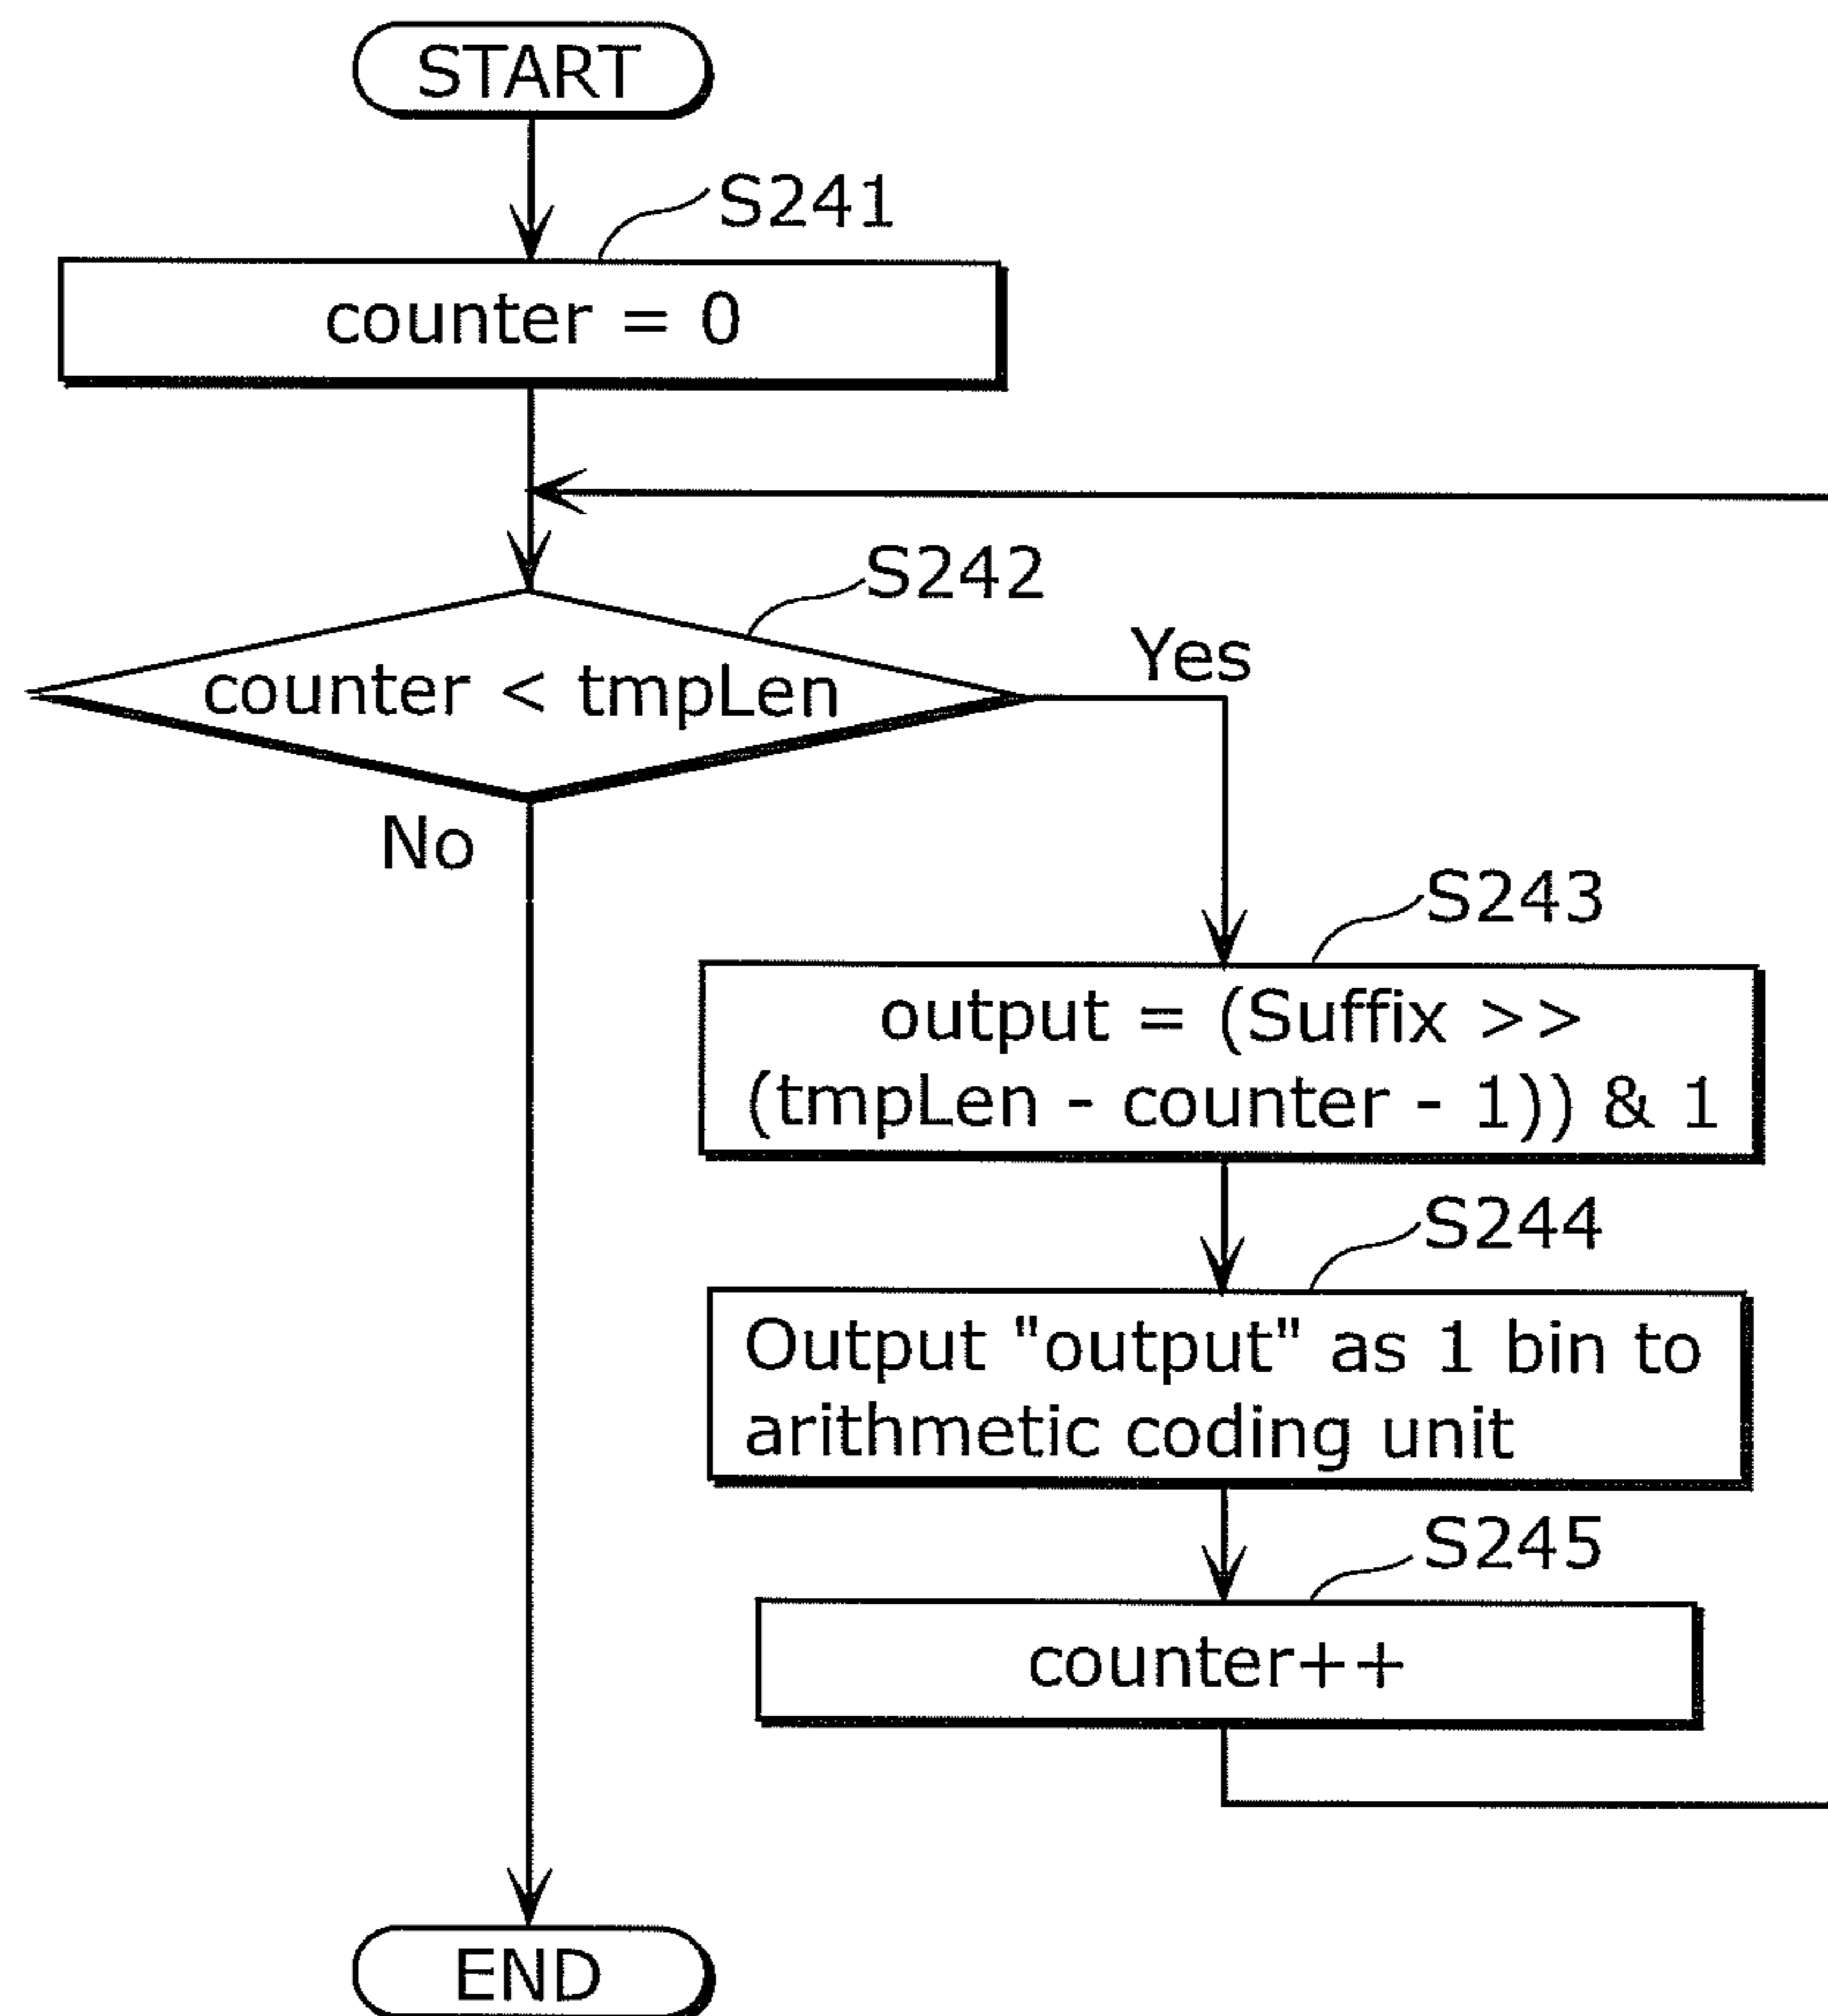 START
S241
counter = 0
S242
counter < tmpLen
Yes
No
S243
output = (Suffix >>
(tmpLen - counter - 1)) & 1
S244
Output "output" as 1 bin to
arithmetic coding unit
S245
counter++
END